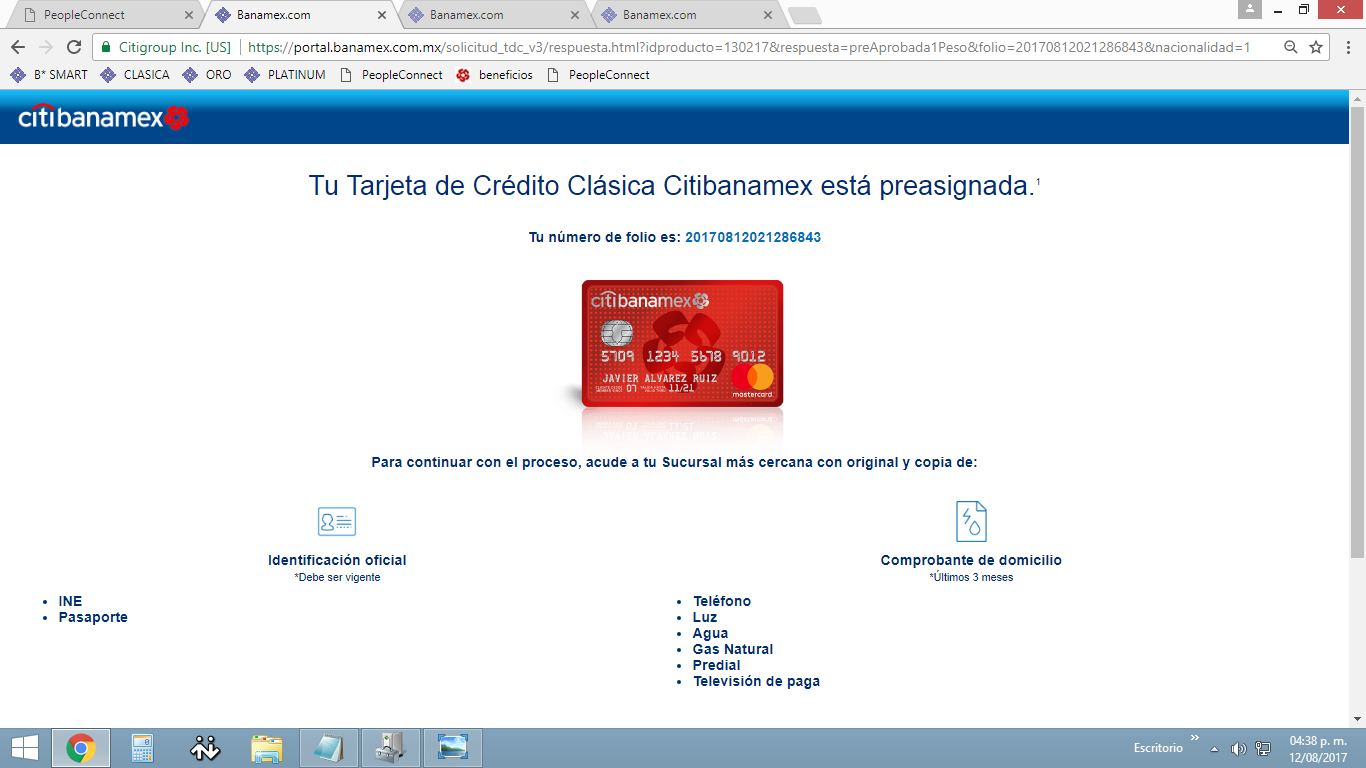 PeopleConnect
Banamex.com
Banamex.com
Banamex.com
Citigroup Inc. [US] https://portal.banamex.com.mx/solicitud_tdc_v3/respuesta.html?idproducto=130217&respuesta=preAprobada1Peso&folio=20170812021286843&nacionalidad=1
B* SMART CLASICA ORO PLATINUM PeopleConnect beneficios PeopleConnect
citibanamex
Tu Tarjeta de Crédito Clásica Citibanamex está preasignada.1
Tu número de folio es: 20170812021286843
citibanamex
5709 1234 5678 9012
JAVIER ALVAREZ RUIZ
07 11/21
mastercard
Para continuar con el proceso, acude a tu Sucursal más cercana con original y copia de:
Identificación oficial
*Debe ser vigente
• INE
• Pasaporte
Comprobante de domicilio
*Últimos 3 meses
• Teléfono
• Luz
• Agua
• Gas Natural
• Predial
• Televisión de paga
Escritorio
04:38 p. m.
12/08/2017